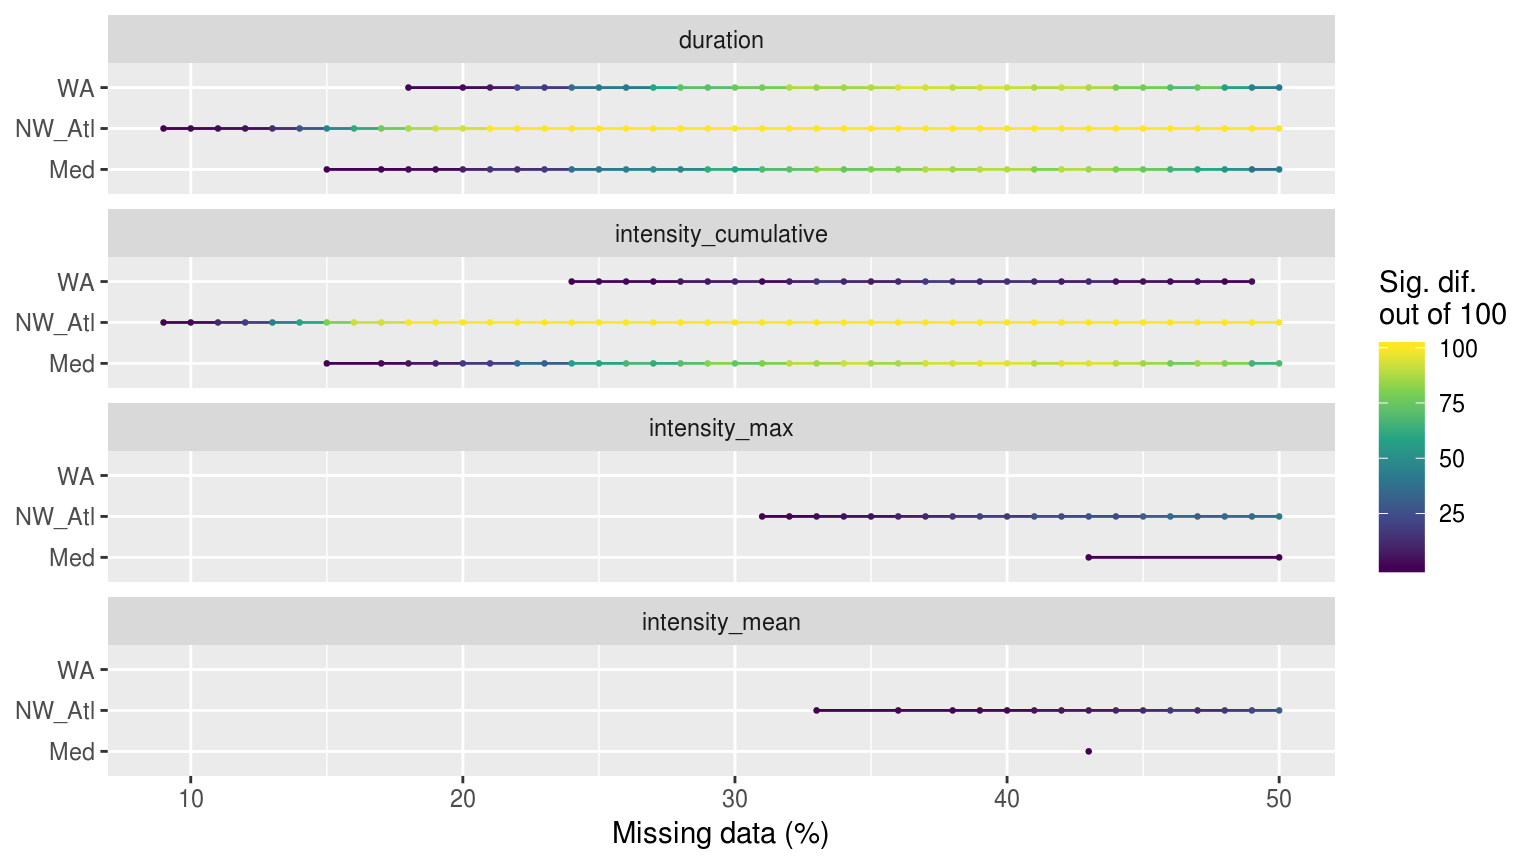 duration
WA
NW_Atl
Med
intensity_cumulative
WA
NW_Atl
Med
intensity_max
WA
NW_Atl
Med
intensity_mean
WA
NW_Atl
Med
10 20 30 40 50
Missing data (%)
Sig. dif.
out of 100
100
75
50
25